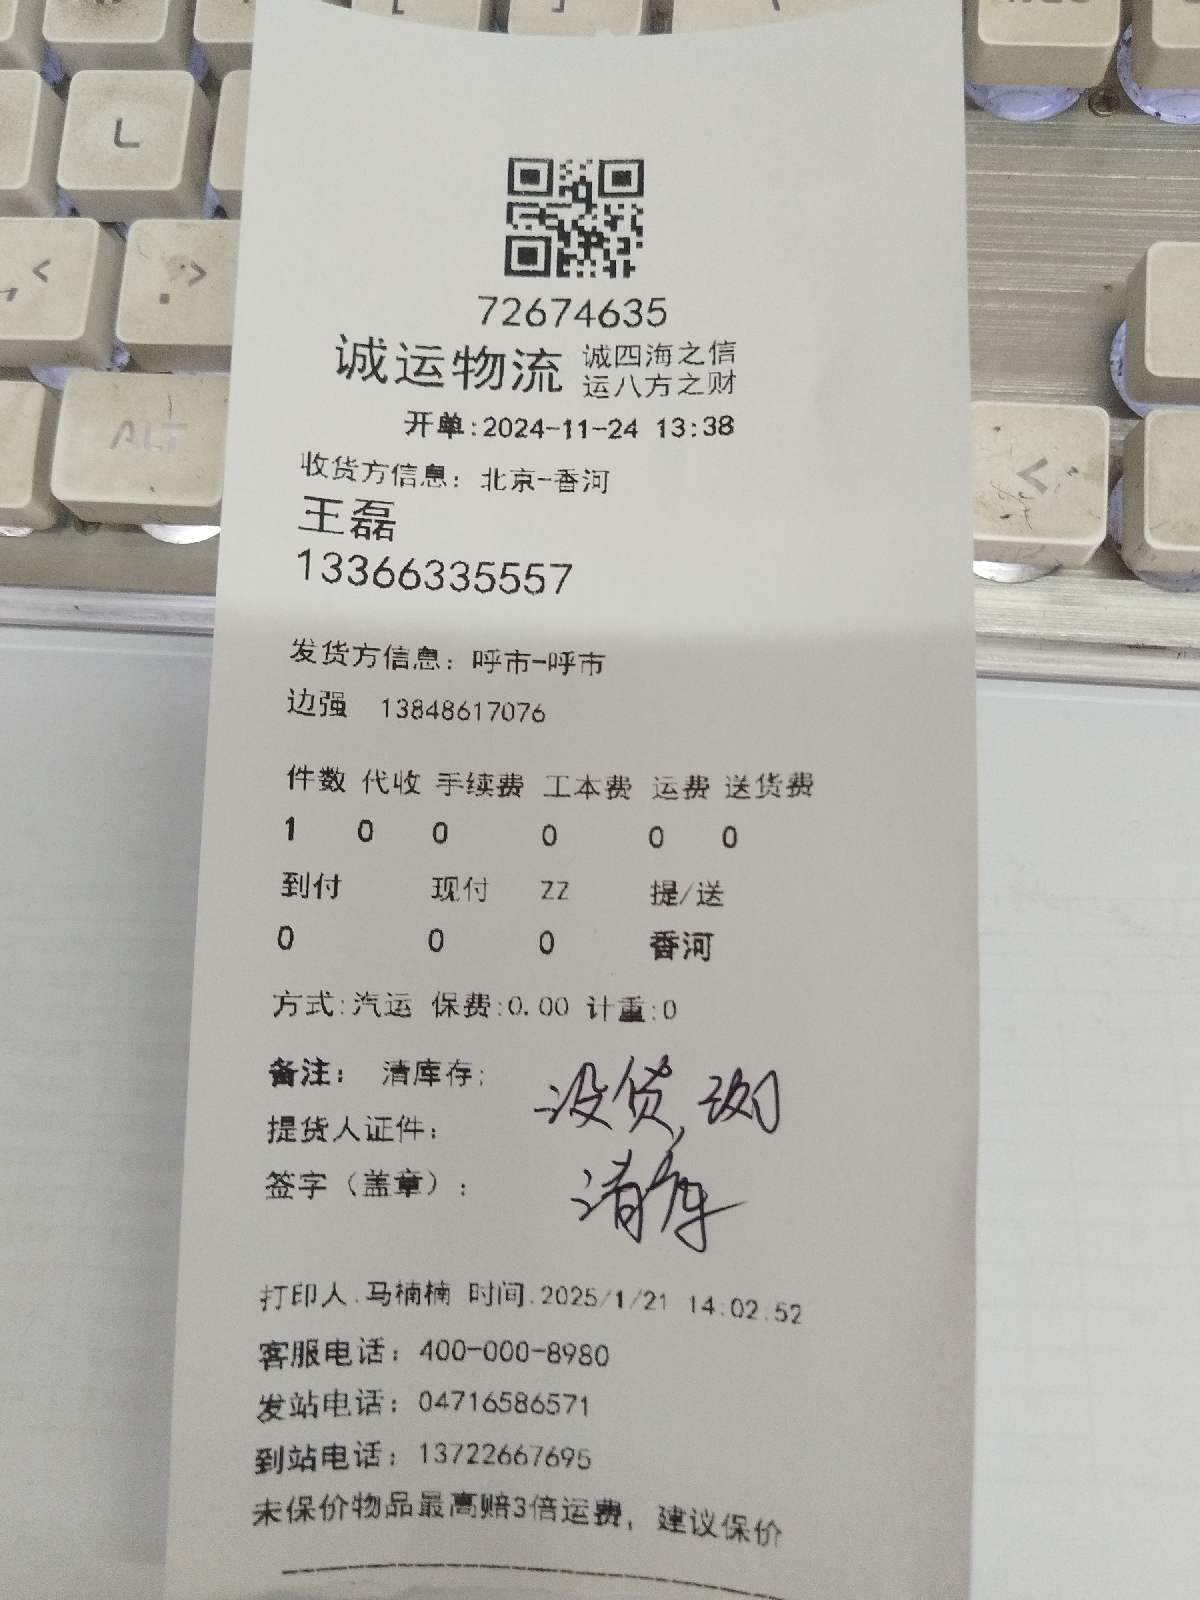 L
<
>
ALT
72674635
诚运物流 诚四海之信
运八方之财
开单:2024-11-24 13:38
收货方信息: 北京-香河
王磊
13366335557
发货方信息: 呼市-呼市
边强 13848617076
件数 代收 手续费 工本费 运费 送货费
1 0 0 0 0 0
到付 现付 ZZ 提/送
0 0 0 香河
方式:汽运 保费:0.00 计重:0
备注: 清库存;
没货,
提货人证件:
签字（盖章）:
清库
打印人.马楠楠 时间.2025/1/21 14:02:52
客服电话: 400-000-8980
发站电话: 04716586571
到站电话: 13722667695
未保价物品最高赔3倍运费, 建议保价